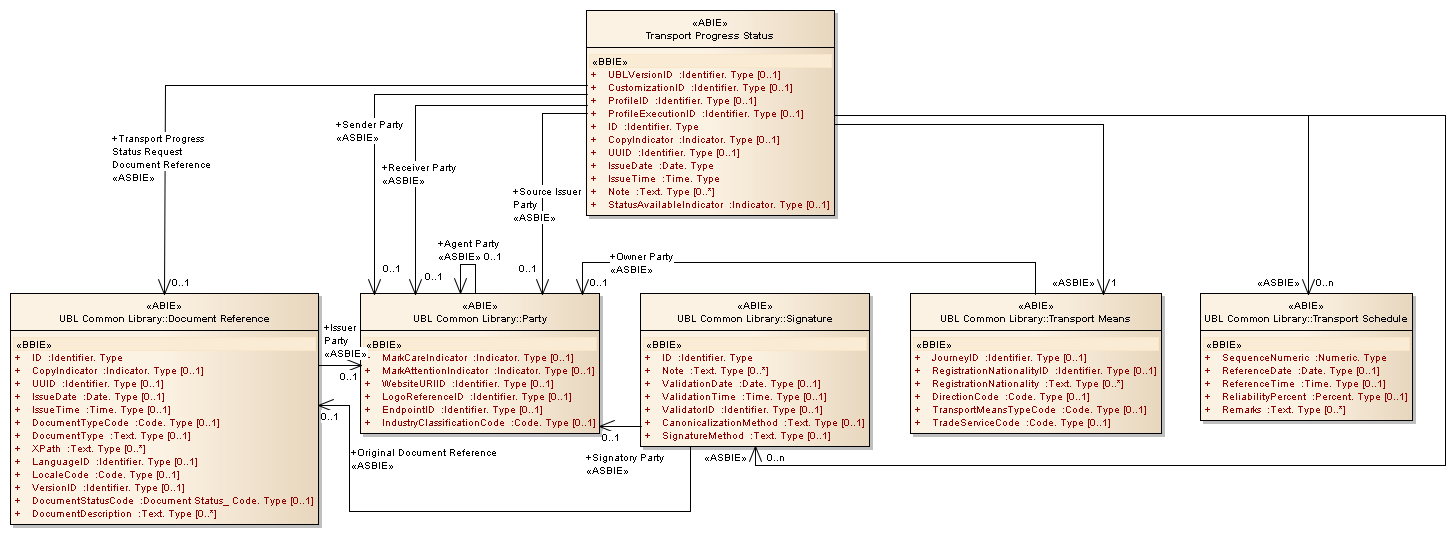 «ABIE»
Transport Progress Status
«BBIE»
+ UBLVersionID :Identifier. Type [0..1]
+ CustomizationID :Identifier. Type [0..1]
+ ProfileID :Identifier. Type [0..1]
+ ProfileExecutionID :Identifier. Type [0..1]
+ ID :Identifier. Type
+ CopyIndicator :Indicator. Type [0..1]
+ UUID :Identifier. Type [0..1]
+ IssueDate :Date. Type
+ IssueTime :Time. Type
+ Note :Text. Type [0..*]
+ StatusAvailableIndicator :Indicator. Type [0..1]
+Transport Progress
Status Request
Document Reference
«ASBIE»
0..1
+Sender Party
«ASBIE»
0..1
+Receiver Party
«ASBIE»
0..1
+Source Issuer
Party
«ASBIE»
0..1
+Agent Party
«ASBIE» 0..1
+Owner Party
«ASBIE»
0..1
«ASBIE»
1
«ASBIE»
0..n
«ABIE»
UBL Common Library::Document Reference
«BBIE»
+ ID :Identifier. Type
+ CopyIndicator :Indicator. Type [0..1]
+ UUID :Identifier. Type [0..1]
+ IssueDate :Date. Type [0..1]
+ IssueTime :Time. Type [0..1]
+ DocumentTypeCode :Code. Type [0..1]
+ DocumentType :Text. Type [0..1]
+ XPath :Text. Type [0..*]
+ LanguageID :Identifier. Type [0..1]
+ LocaleCode :Code. Type [0..1]
+ VersionID :Identifier. Type [0..1]
+ DocumentStatusCode :Document Status_ Code. Type [0..1]
+ DocumentDescription :Text. Type [0..*]
+Issuer
Party
«ASBIE»
0..1
«ABIE»
UBL Common Library::Party
«BBIE»
+ MarkCareIndicator :Indicator. Type [0..1]
+ MarkAttentionIndicator :Indicator. Type [0..1]
+ WebsiteURIID :Identifier. Type [0..1]
+ LogoReferenceID :Identifier. Type [0..1]
+ EndpointID :Identifier. Type [0..1]
+ IndustryClassificationCode :Code. Type [0..1]
0..1
+Original Document Reference
«ASBIE»
0..1
+Signatory Party
«ASBIE»
«ABIE»
UBL Common Library::Signature
«BBIE»
+ ID :Identifier. Type
+ Note :Text. Type [0..*]
+ ValidationDate :Date. Type [0..1]
+ ValidationTime :Time. Type [0..1]
+ ValidatorID :Identifier. Type [0..1]
+ CanonicalizationMethod :Text. Type [0..1]
+ SignatureMethod :Text. Type [0..1]
«ASBIE»
0..n
«ABIE»
UBL Common Library::Transport Means
«BBIE»
+ JourneyID :Identifier. Type [0..1]
+ RegistrationNationalityID :Identifier. Type [0..1]
+ RegistrationNationality :Text. Type [0..*]
+ DirectionCode :Code. Type [0..1]
+ TransportMeansTypeCode :Code. Type [0..1]
+ TradeServiceCode :Code. Type [0..1]
«ABIE»
UBL Common Library::Transport Schedule
«BBIE»
+ SequenceNumeric :Numeric. Type
+ ReferenceDate :Date. Type [0..1]
+ ReferenceTime :Time. Type [0..1]
+ ReliabilityPercent :Percent. Type [0..1]
+ Remarks :Text. Type [0..*]